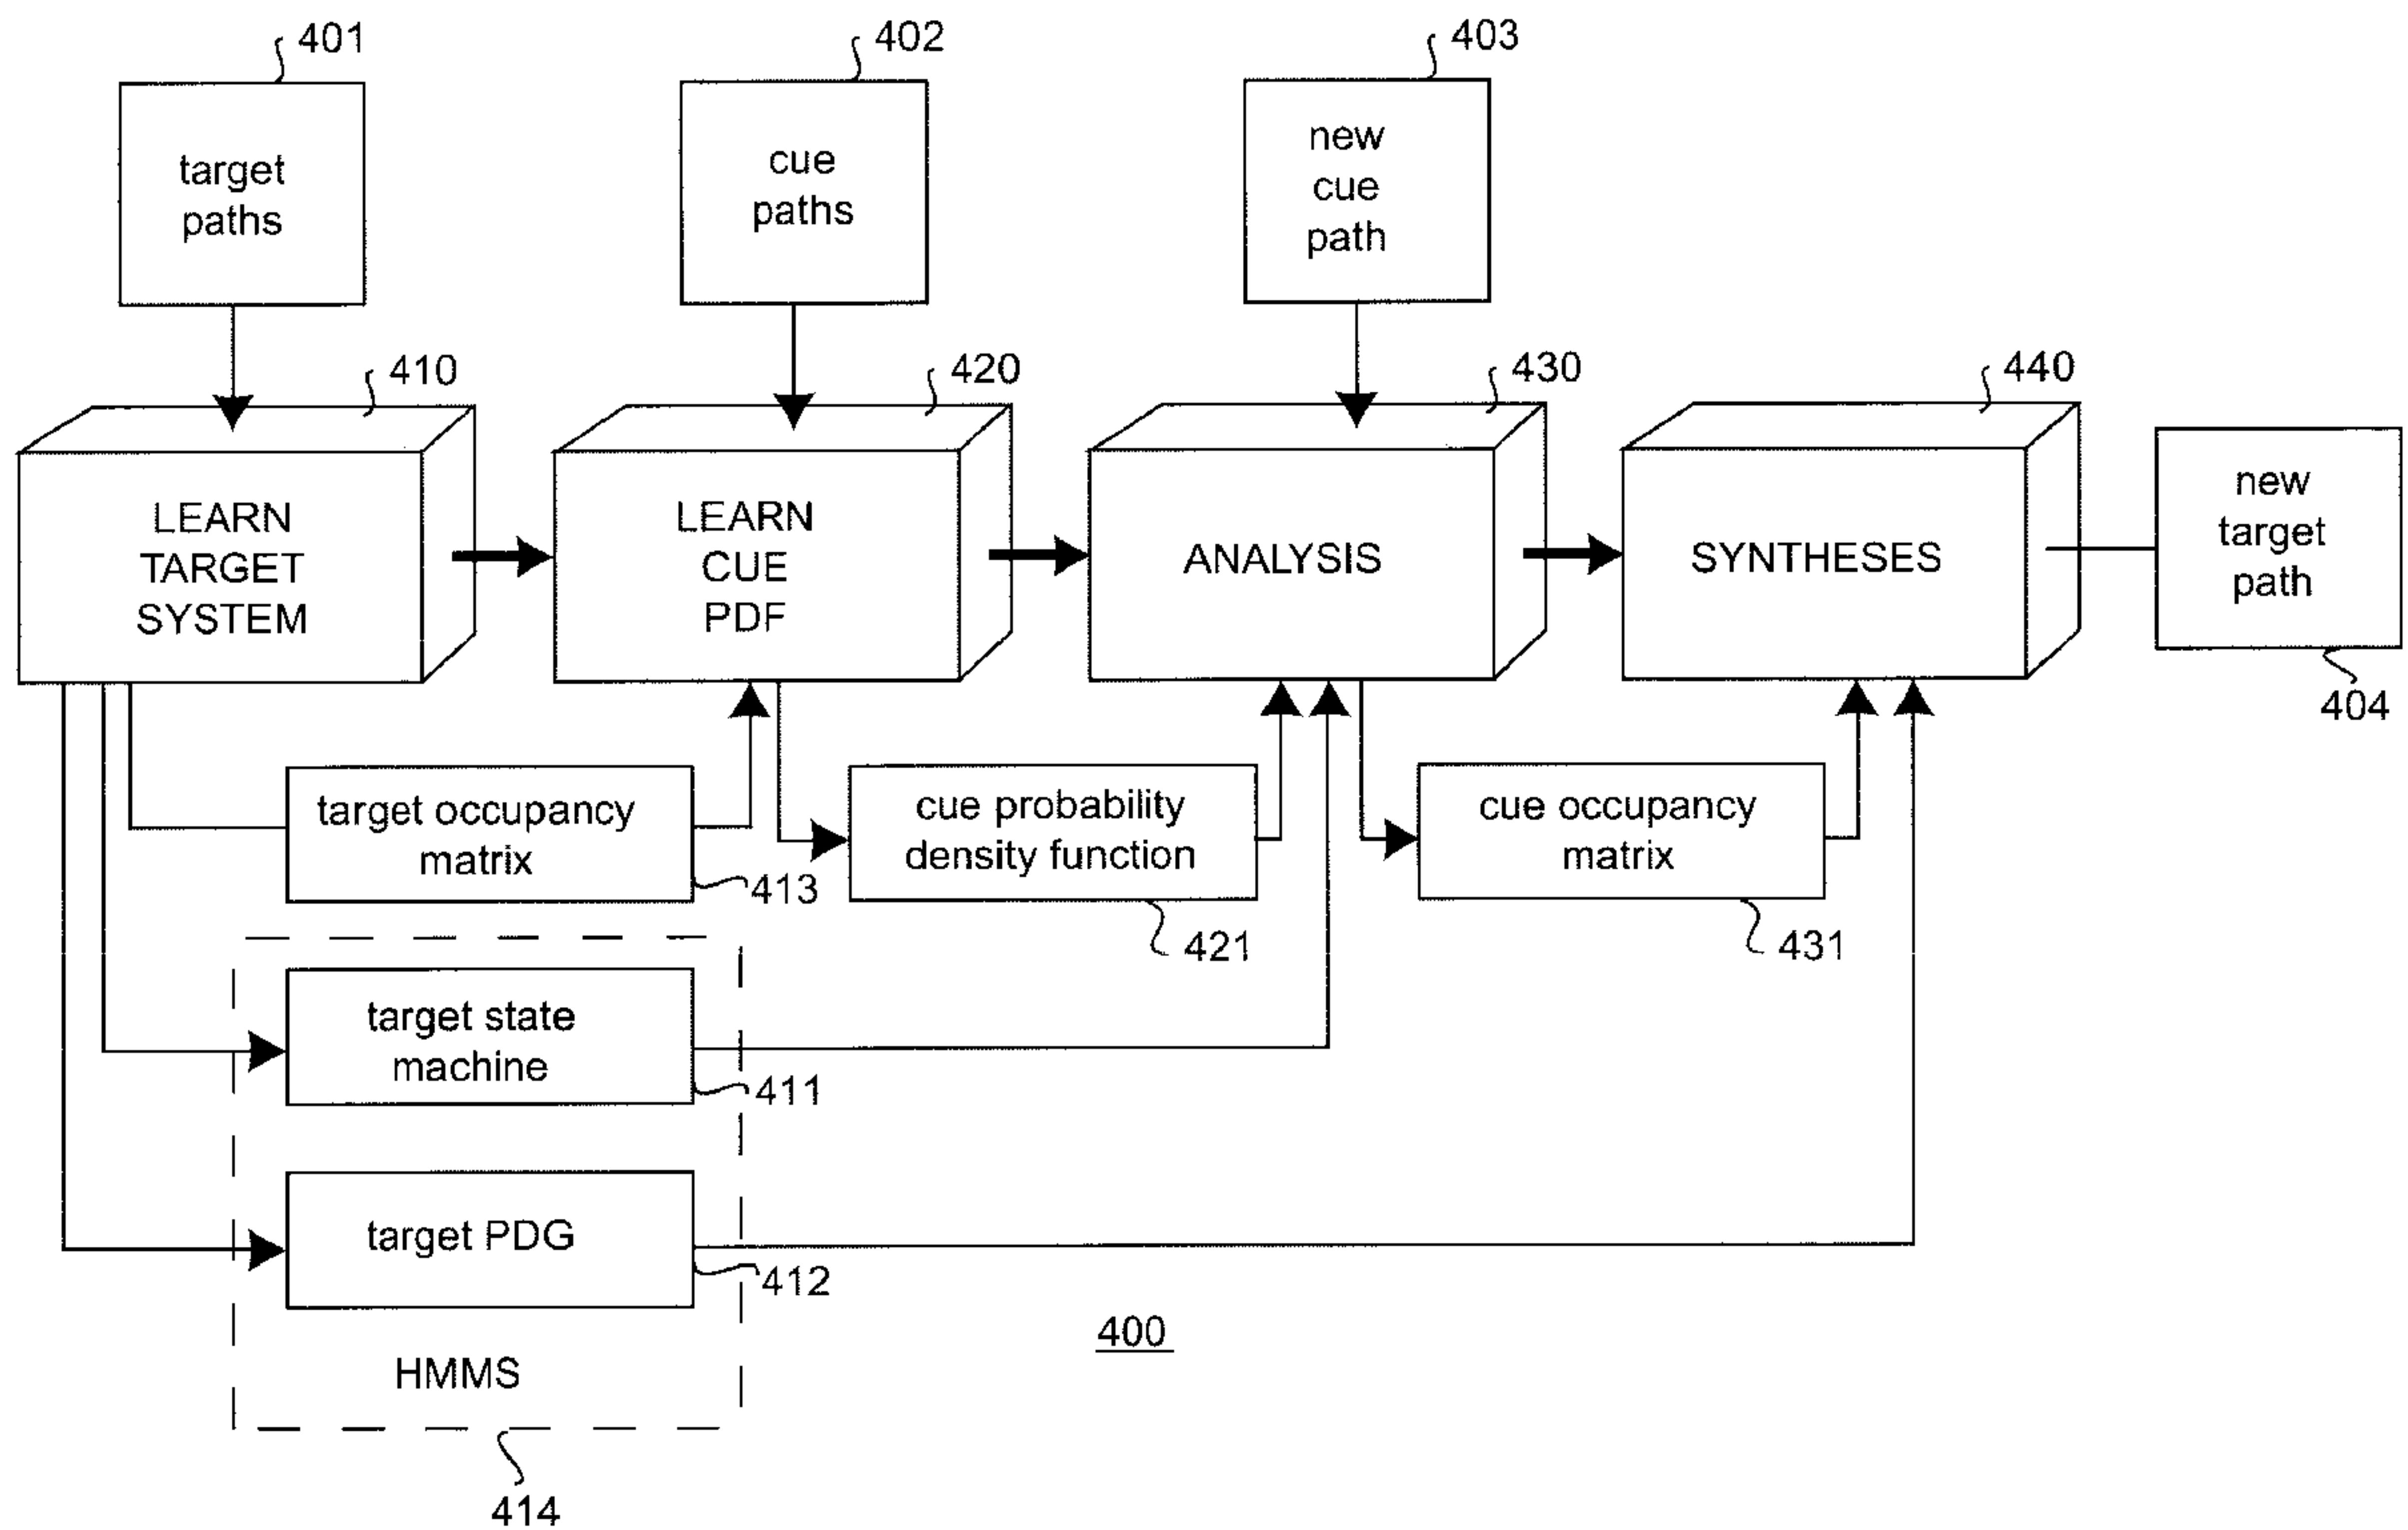 401
402
403
target
paths
cue
paths
new
cue
path
410
420
430
440
LEARN
TARGET
SYSTEM
LEARN
CUE
PDF
ANALYSIS
SYNTHESES
new
target
path
404
target occupancy
matrix
413
cue probability
density function
421
cue occupancy
matrix
431
target state
machine
411
target PDG
412
HMMS
414
400